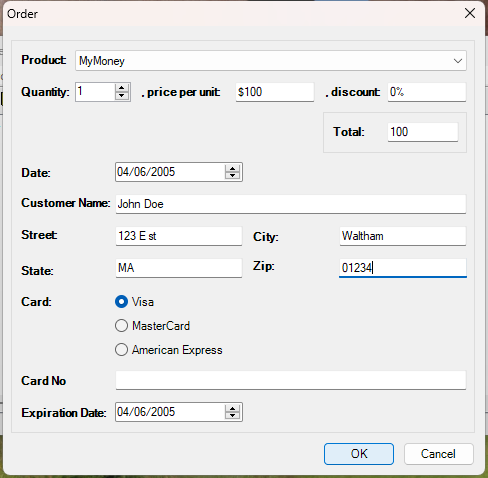 Order
Product: MyMoney
Quantity: 1 , price per unit: $100 , discount: 0%
Total: 100
Date: 04/06/2005
Customer Name: John Doe
Street: 123 E st City: Waltham
State: MA Zip: 01234
Card: Visa
MasterCard
American Express
Card No
Expiration Date: 04/06/2005
OK Cancel